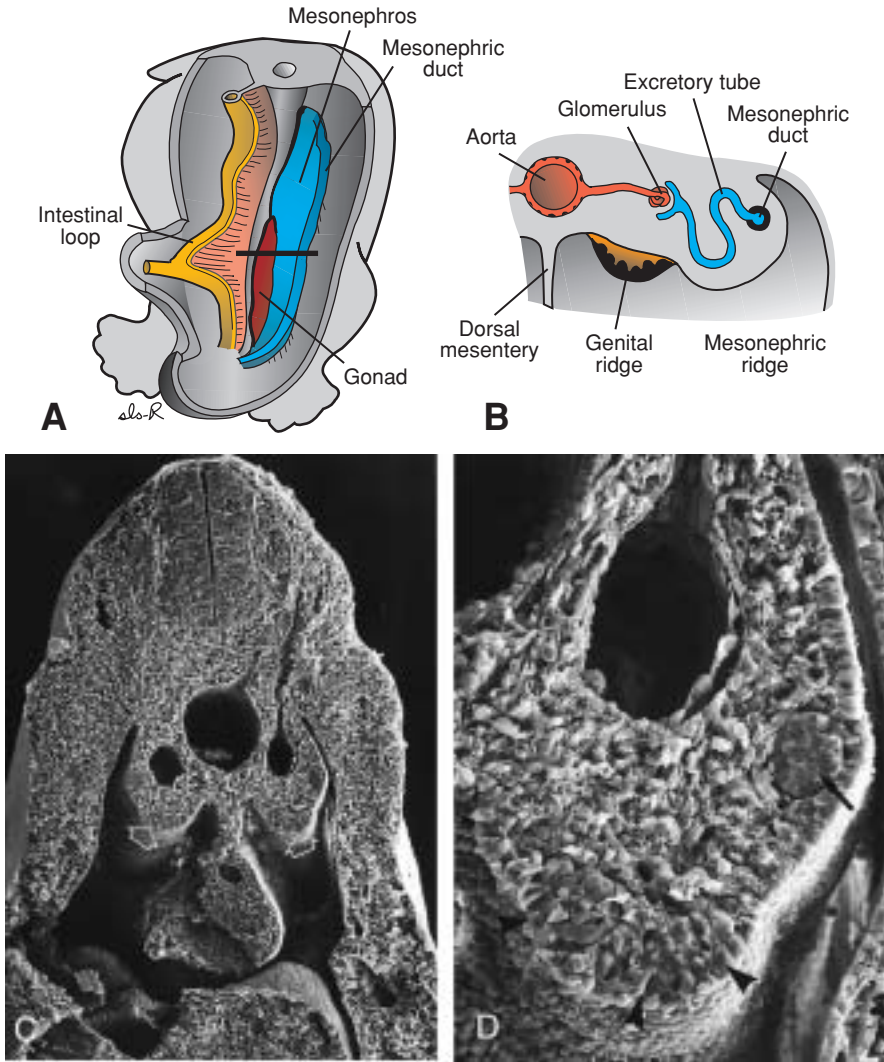 Mesonephros
Mesonephric
duct
Intestinal
loop
Gonad
sls-R
A
Excretory tube
Glomerulus
Mesonephric
duct
Aorta
Dorsal
mesentery
Genital
ridge
Mesonephric
ridge
B
C
D